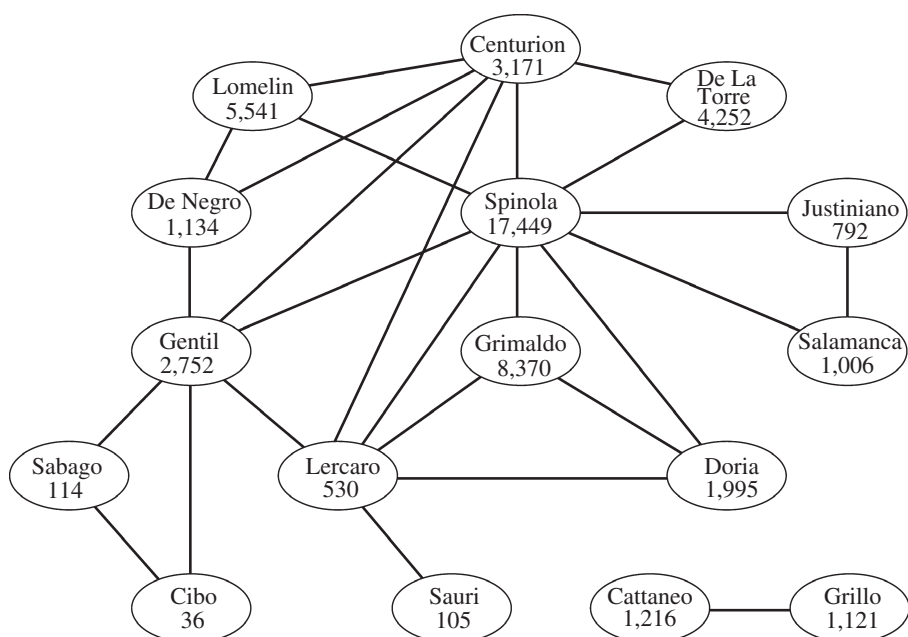 Centurion
3,171
Lomelin
5,541
De La
Torre
4,252
De Negro
1,134
Spinola
17,449
Justiniano
792
Gentil
2,752
Grimaldo
8,370
Salamanca
1,006
Sabago
114
Lercaro
530
Doria
1,995
Cibo
36
Sauri
105
Cattaneo
1,216
Grillo
1,121